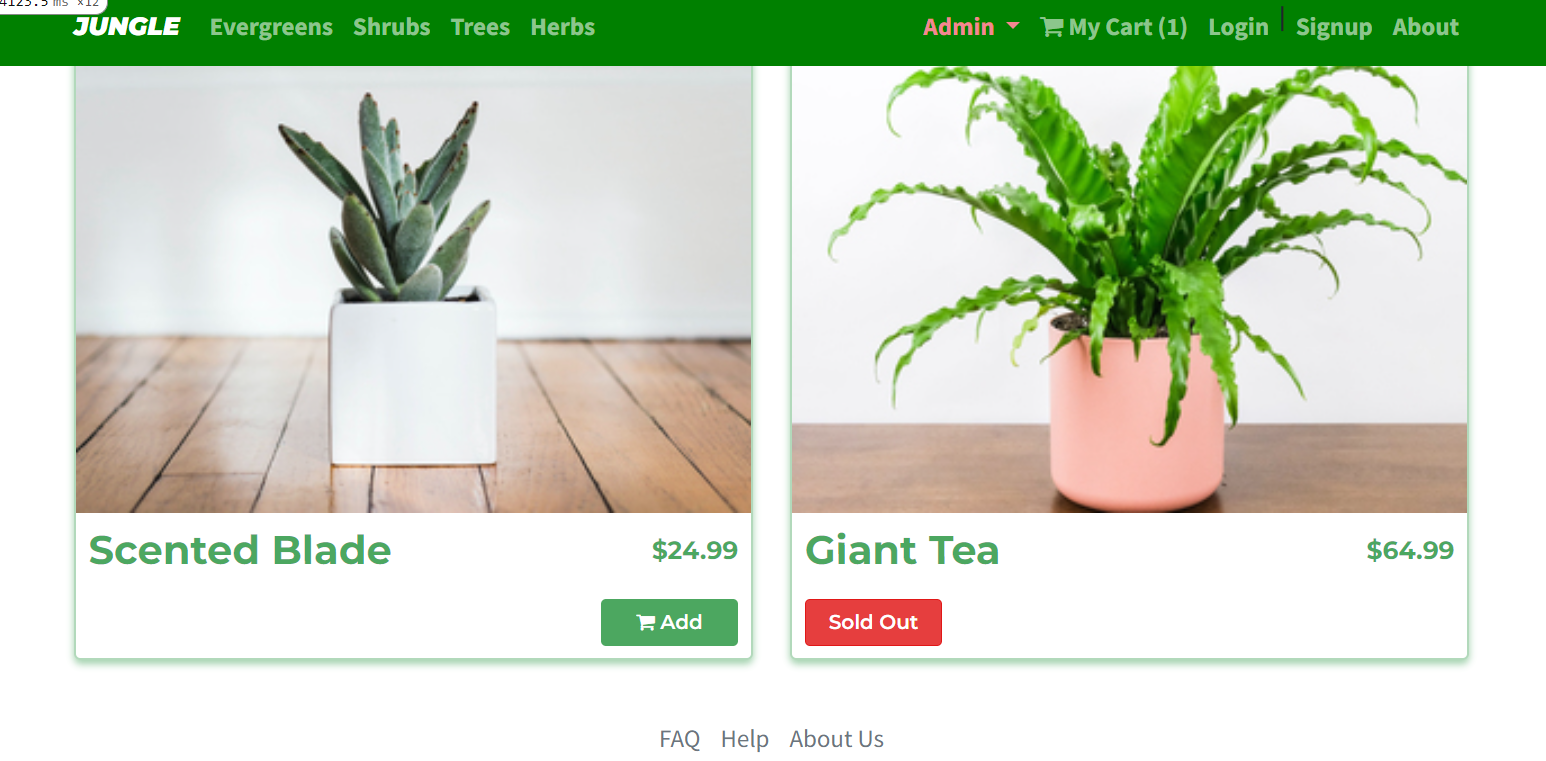 4123.5 ms ×12
JUNGLE Evergreens Shrubs Trees Herbs Admin My Cart (1) Login Signup About
Scented Blade $24.99
Giant Tea $64.99
Add
Sold Out
FAQ Help About Us